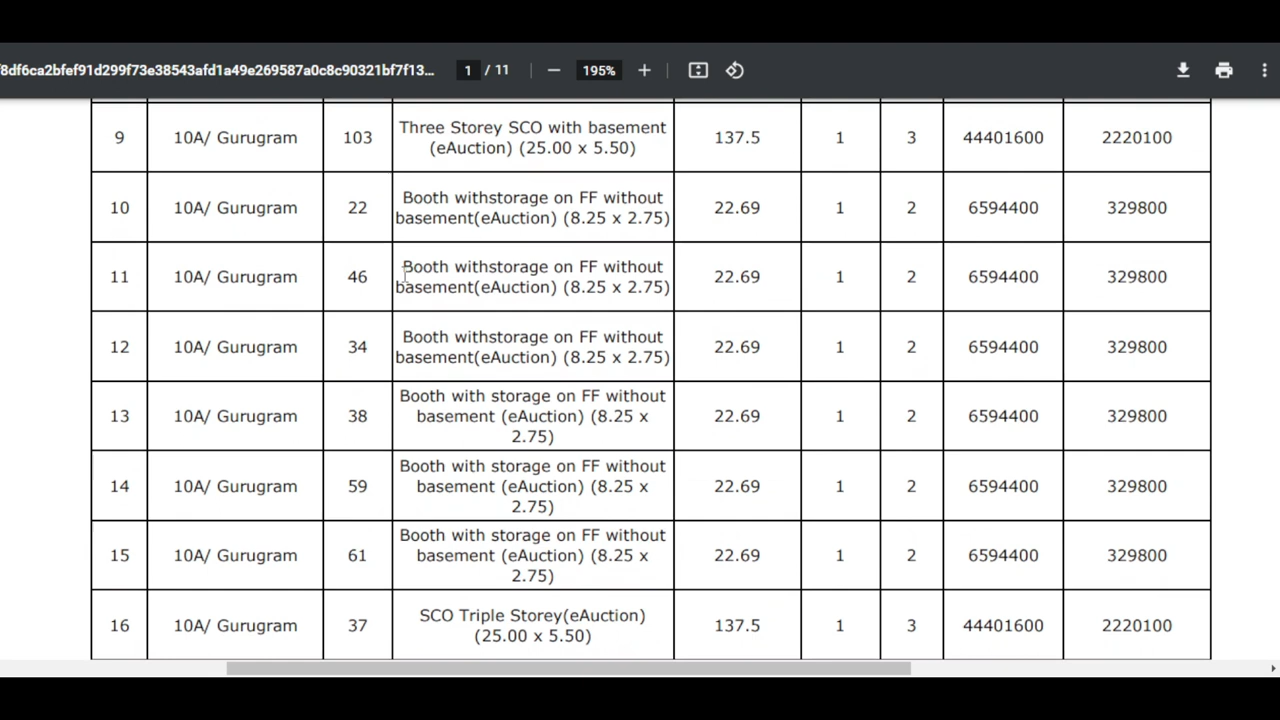 8df6ca2bfef91d299f73e38543afd1a49e269587a0c8c90321bf7f13... 1 / 11 195%
9 10A/ Gurugram 103 Three Storey SCO with basement (eAuction) (25.00 x 5.50) 137.5 1 3 44401600 2220100
10 10A/ Gurugram 22 Booth withstorage on FF without basement(eAuction) (8.25 x 2.75) 22.69 1 2 6594400 329800
11 10A/ Gurugram 46 Booth withstorage on FF without basement(eAuction) (8.25 x 2.75) 22.69 1 2 6594400 329800
12 10A/ Gurugram 34 Booth withstorage on FF without basement(eAuction) (8.25 x 2.75) 22.69 1 2 6594400 329800
13 10A/ Gurugram 38 Booth with storage on FF without basement (eAuction) (8.25 x 2.75) 22.69 1 2 6594400 329800
14 10A/ Gurugram 59 Booth with storage on FF without basement (eAuction) (8.25 x 2.75) 22.69 1 2 6594400 329800
15 10A/ Gurugram 61 Booth with storage on FF without basement (eAuction) (8.25 x 2.75) 22.69 1 2 6594400 329800
16 10A/ Gurugram 37 SCO Triple Storey(eAuction) (25.00 x 5.50) 137.5 1 3 44401600 2220100